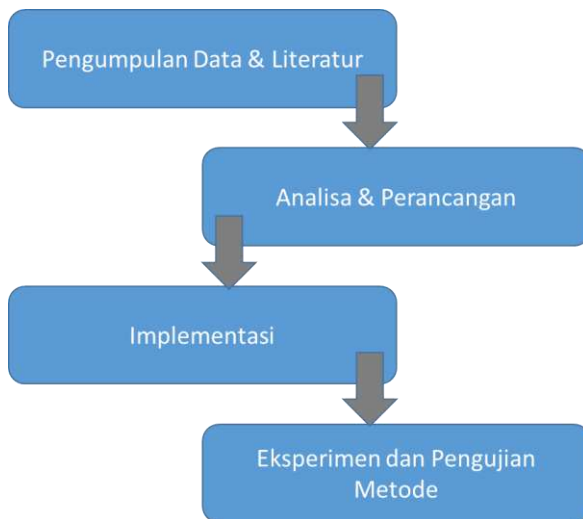 Pengumpulan Data & Literatur
Analisa & Perancangan
Implementasi
Eksperimen dan Pengujian
Metode